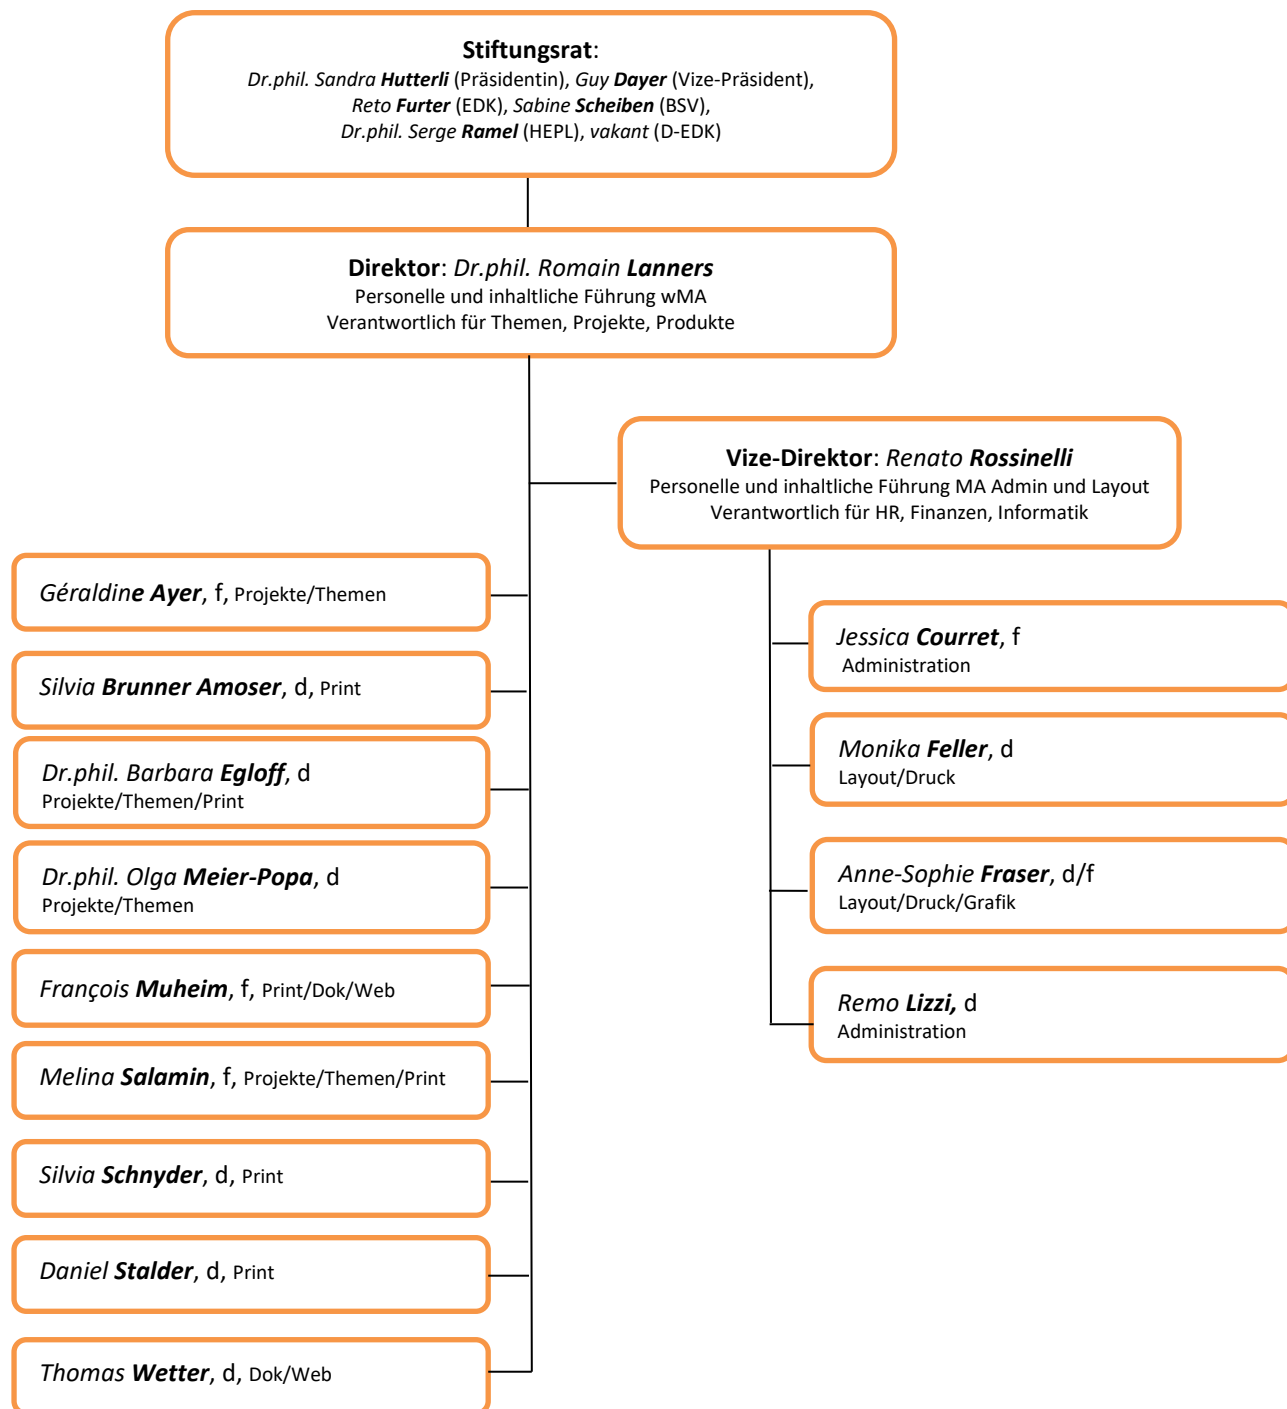 Stiftungsrat:
Dr.phil. Sandra Hutterli (Präsidentin), Guy Dayer (Vize-Präsident),
Reto Furter (EDK), Sabine Scheiben (BSV),
Dr.phil. Serge Ramel (HEPL), vakant (D-EDK)
Direktor: Dr.phil. Romain Lanners
Personelle und inhaltliche Führung wMA
Verantwortlich für Themen, Projekte, Produkte
Vize-Direktor: Renato Rossinelli
Personelle und inhaltliche Führung MA Admin und Layout
Verantwortlich für HR, Finanzen, Informatik
Géraldine Ayer, f, Projekte/Themen
Silvia Brunner Amoser, d, Print
Dr.phil. Barbara Egloff, d
Projekte/Themen/Print
Dr.phil. Olga Meier-Popa, d
Projekte/Themen
François Muheim, f, Print/Dok/Web
Melina Salamin, f, Projekte/Themen/Print
Silvia Schnyder, d, Print
Daniel Stalder, d, Print
Thomas Wetter, d, Dok/Web
Jessica Courret, f
Administration
Monika Feller, d
Layout/Druck
Anne-Sophie Fraser, d/f
Layout/Druck/Grafik
Remo Lizzi, d
Administration